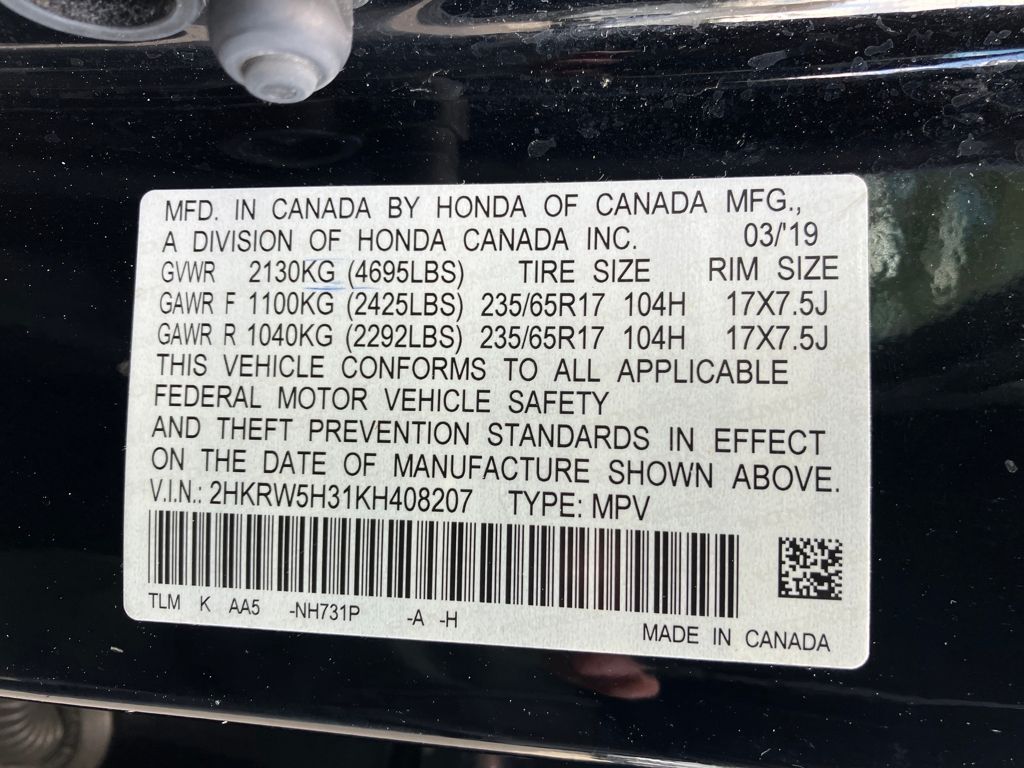 MFD. IN CANADA BY HONDA OF CANADA MFG.,
A DIVISION OF HONDA CANADA INC. 03/'19
GVWR 2130KG (4695LBS) TIRE SIZE RIM SIZE
GAWR F 1100KG (2425LBS) 235/65R17 104H 17X7.5J
GAWR R 1040KG (2292LBS) 235/65R17 104H 17X7.5J
THIS VEHICLE CONFORMS TO ALL APPLICABLE
FEDERAL MOTOR VEHICLE SAFETY
AND THEFT PREVENTION STANDARDS IN EFFECT
ON THE DATE OF MANUFACTURE SHOWN ABOVE.
V.I.N.: 2HKRW5H31KH408207 TYPE: MPV
TLM K AA5 -NH731P -A -H
MADE IN CANADA